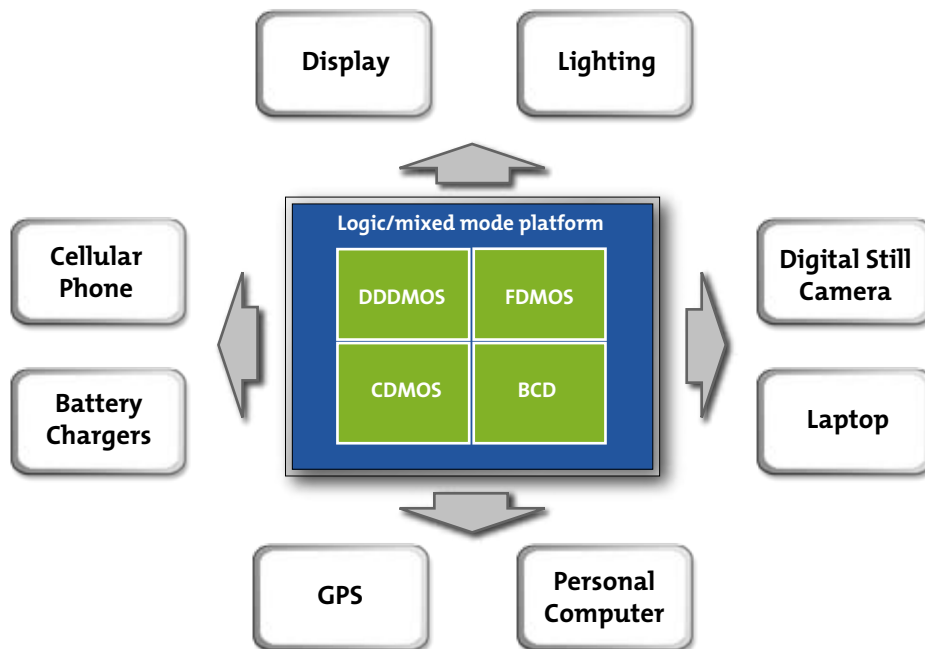 Display
Lighting
Logic/mixed mode platform
Cellular
Phone
DDDMOS
FDMOS
Digital Still
Camera
Battery
Chargers
CDMOS
BCD
Laptop
GPS
Personal
Computer